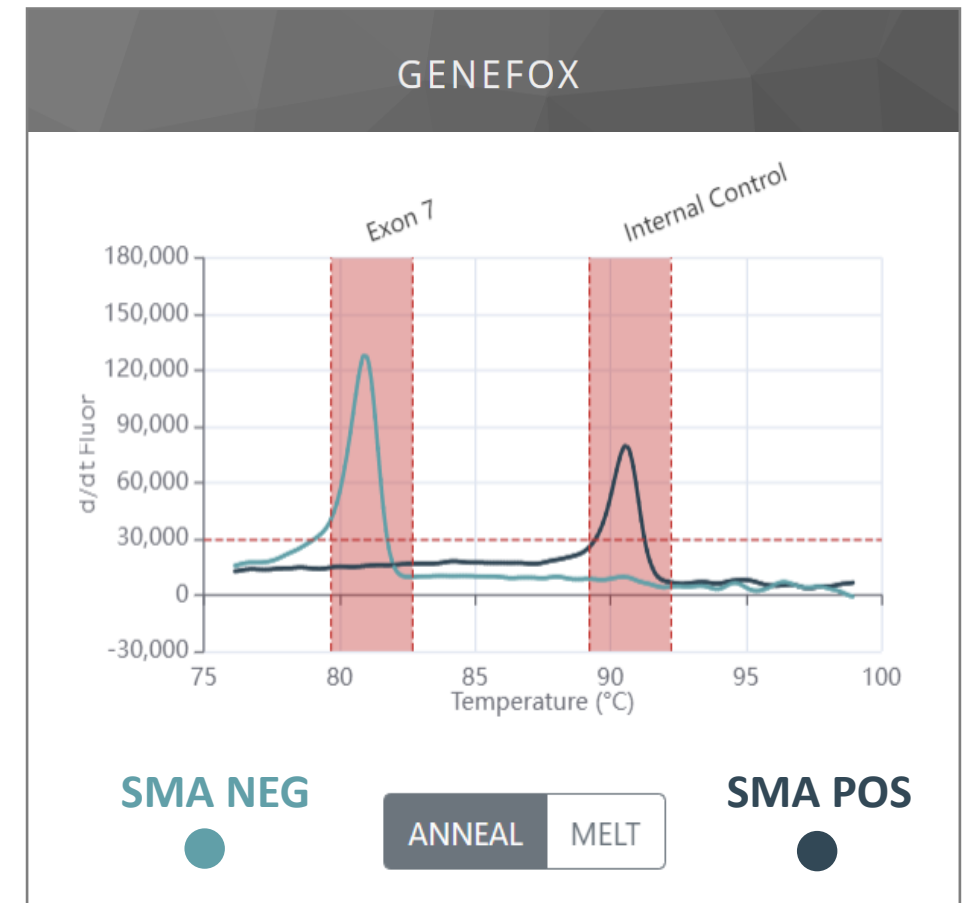 GENEFOX
Exon 7
Internal Control
180,000
150,000
120,000
90,000
60,000
30,000
0
-30,000
d/dt Fluor
75 80 85 90 95 100
Temperature (°C)
SMA NEG
ANNEAL MELT
SMA POS